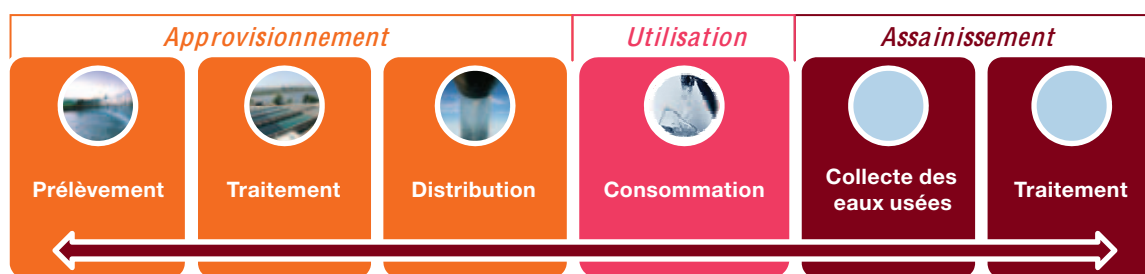 Approvisionnement
Utilisation
Assainissement
Prélèvement
Traitement
Distribution
Consommation
Collecte des
eaux usées
Traitement